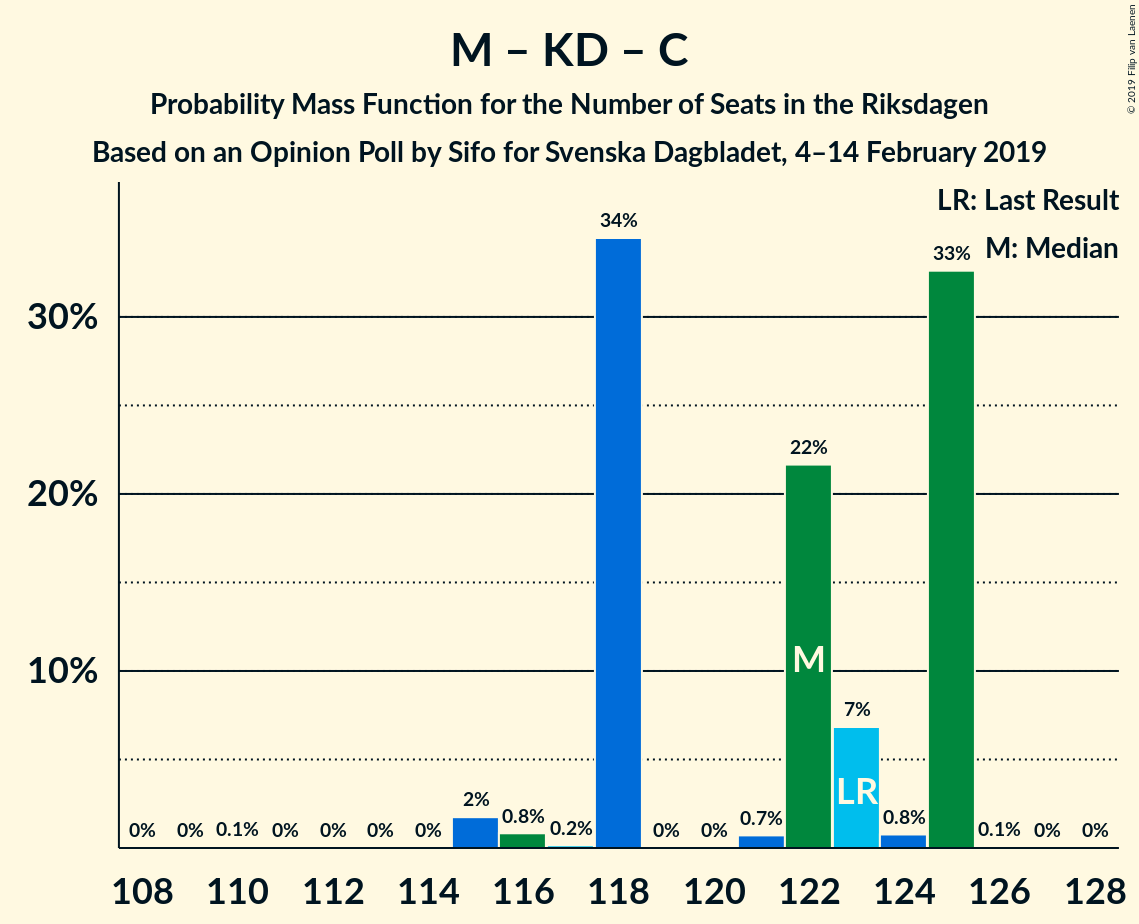 M – KD – C
Probability Mass Function for the Number of Seats in the Riksdagen
Based on an Opinion Poll by Sifo for Svenska Dagbladet, 4–14 February 2019
© 2019 Filip van Laenen
LR: Last Result
M: Median
30%
20%
10%
0% 0% 0.1% 0% 0% 0% 0% 2% 0.8% 0.2% 34% 0% 0% 0.7% 22% 7% 0.8% 33% 0.1% 0% 0%
M
LR
108 110 112 114 116 118 120 122 124 126 128